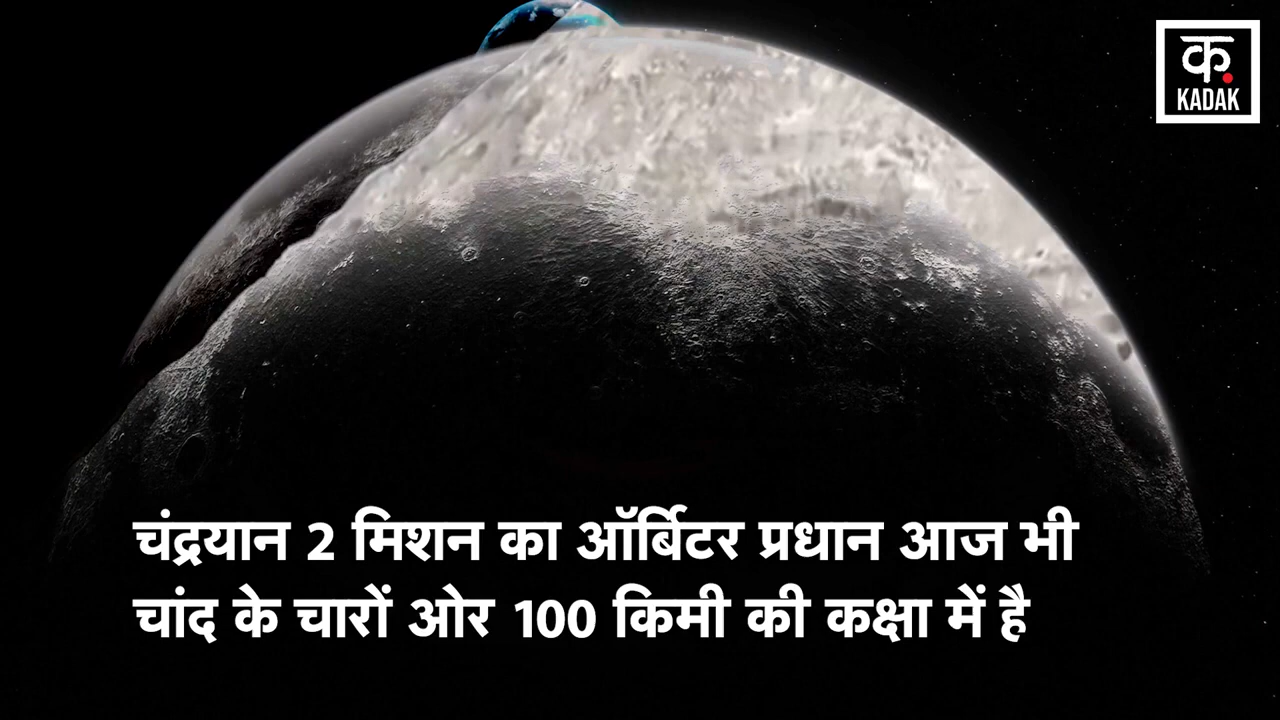 क.
KADAK
चंद्रयान 2 मिशन का ऑर्बिटर प्रधान आज भी
चांद के चारों ओर 100 किमी की कक्षा में है